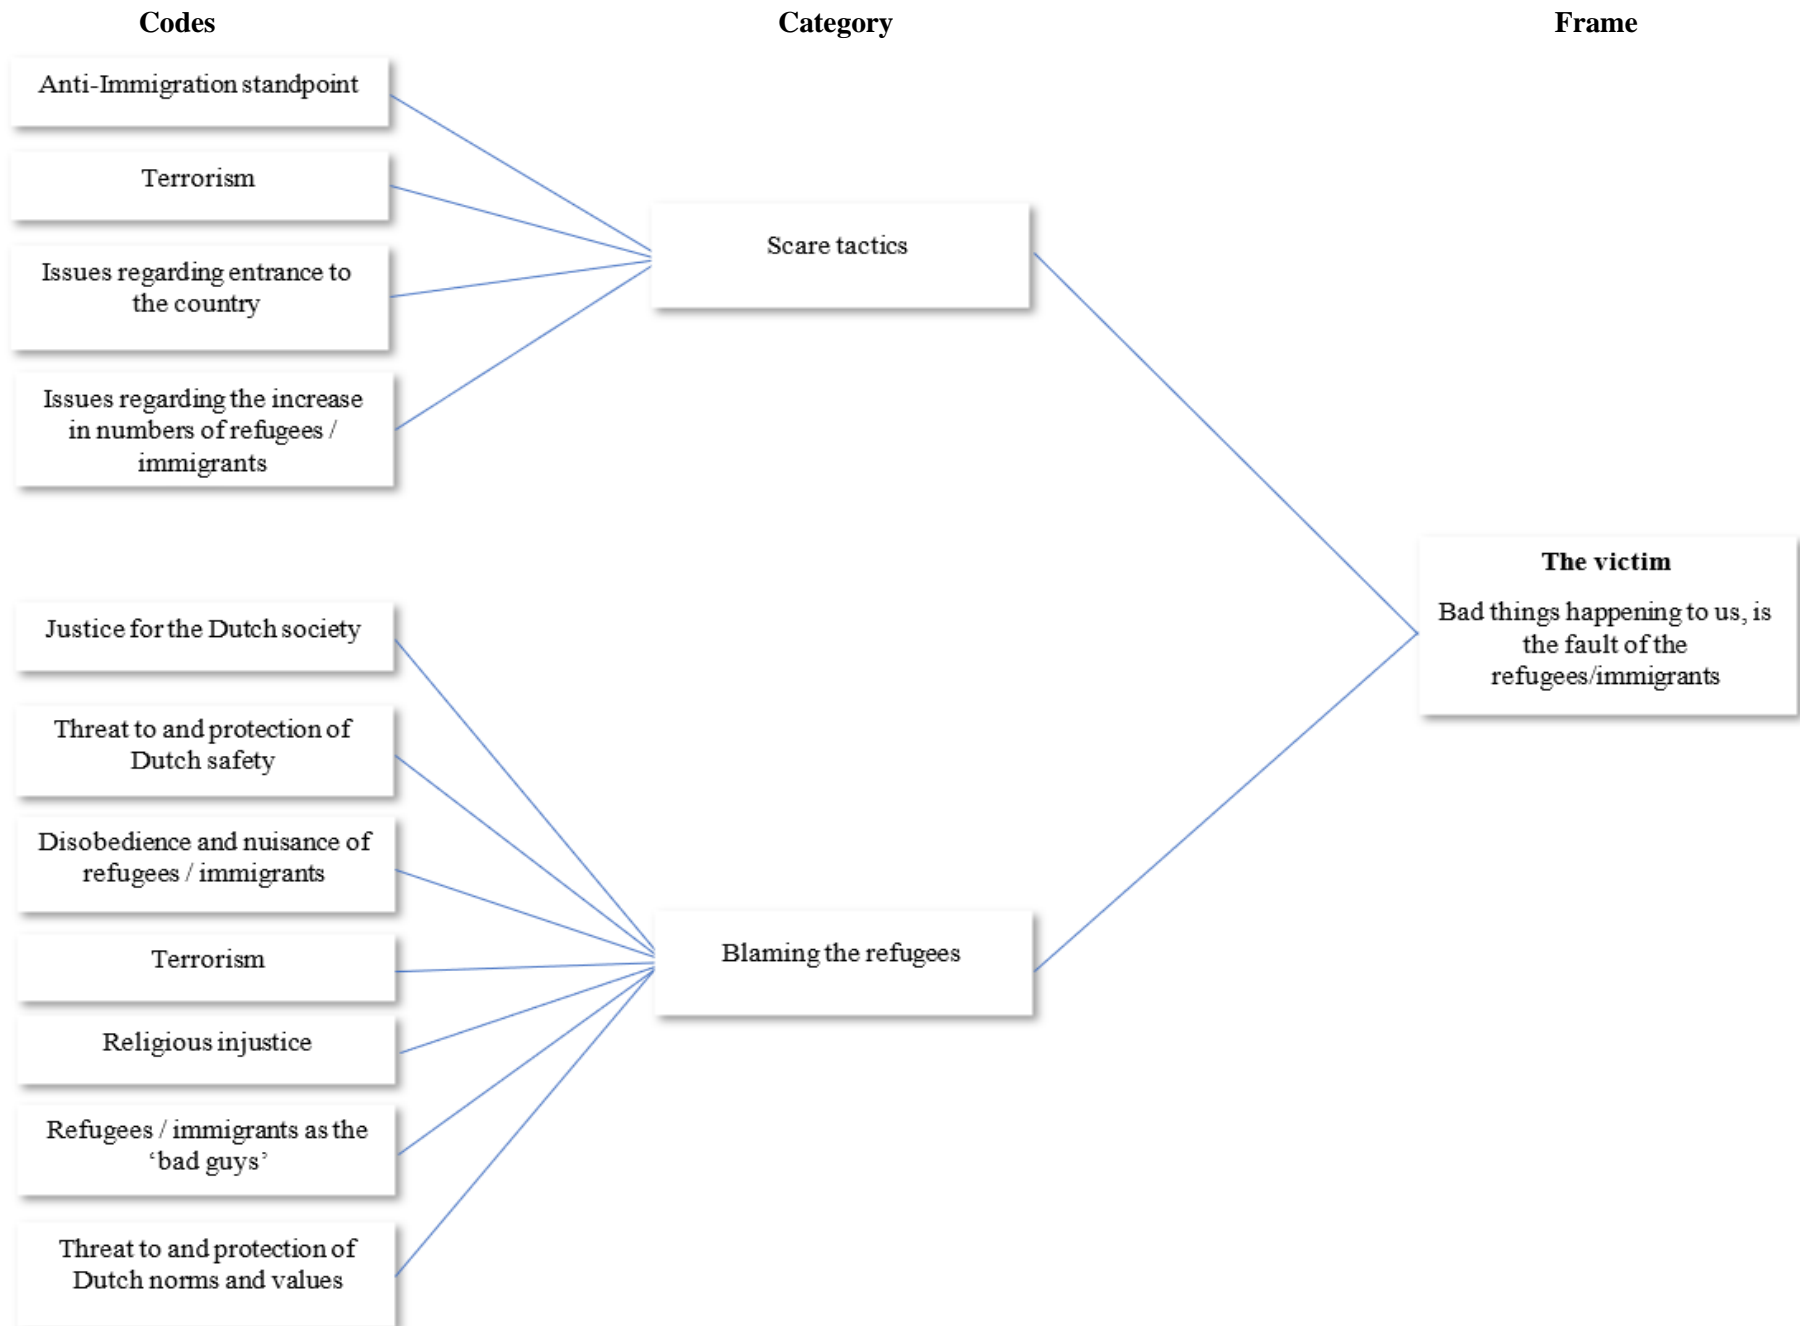 Codes
Category
Frame
Anti-Immigration standpoint
Terrorism
Issues regarding entrance to
the country
Issues regarding the increase
in numbers of refugees /
immigrants
Scare tactics
Justice for the Dutch society
Threat to and protection of
Dutch safety
Disobedience and nuisance of
refugees / immigrants
Terrorism
Religious injustice
Refugees / immigrants as the
‘bad guys’
Threat to and protection of
Dutch norms and values
Blaming the refugees
The victim
Bad things happening to us, is
the fault of the
refugees/immigrants